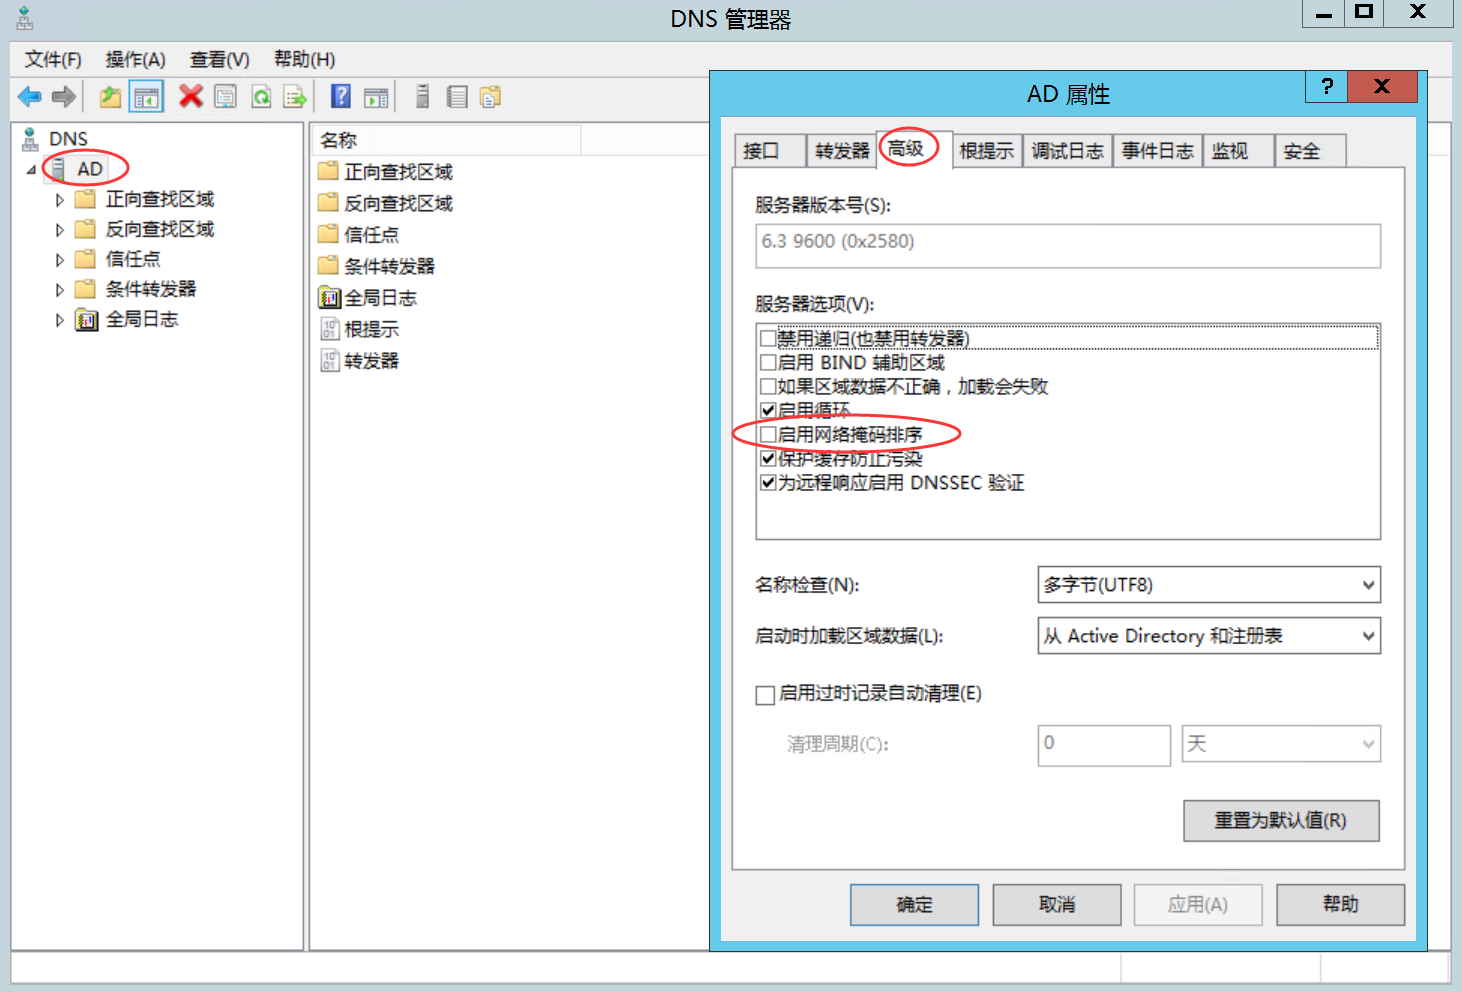 DNS 管理器
文件(F) 操作(A) 查看(V) 帮助(H)
DNS
AD
正向查找区域
反向查找区域
信任点
条件转发器
全局日志
名称
正向查找区域
反向查找区域
信任点
条件转发器
全局日志
根提示
转发器
AD 属性
接口 转发器 高级 根提示 调试日志 事件日志 监视 安全
服务器版本号(S):
6.3 9600 (0x2580)
服务器选项(V):
禁用递归(也禁用转发器)
启用 BIND 辅助区域
如果区域数据不正确，加载会失败
启用循环
启用网络掩码排序
保护缓存防止污染
为远程响应启用 DNSSEC 验证
名称检查(N): 多字节(UTF8)
启动时加载区域数据(L): 从 Active Directory 和注册表
启用过时记录自动清理(E)
清理周期(C): 0 天
重置为默认值(R)
确定 取消 应用(A) 帮助